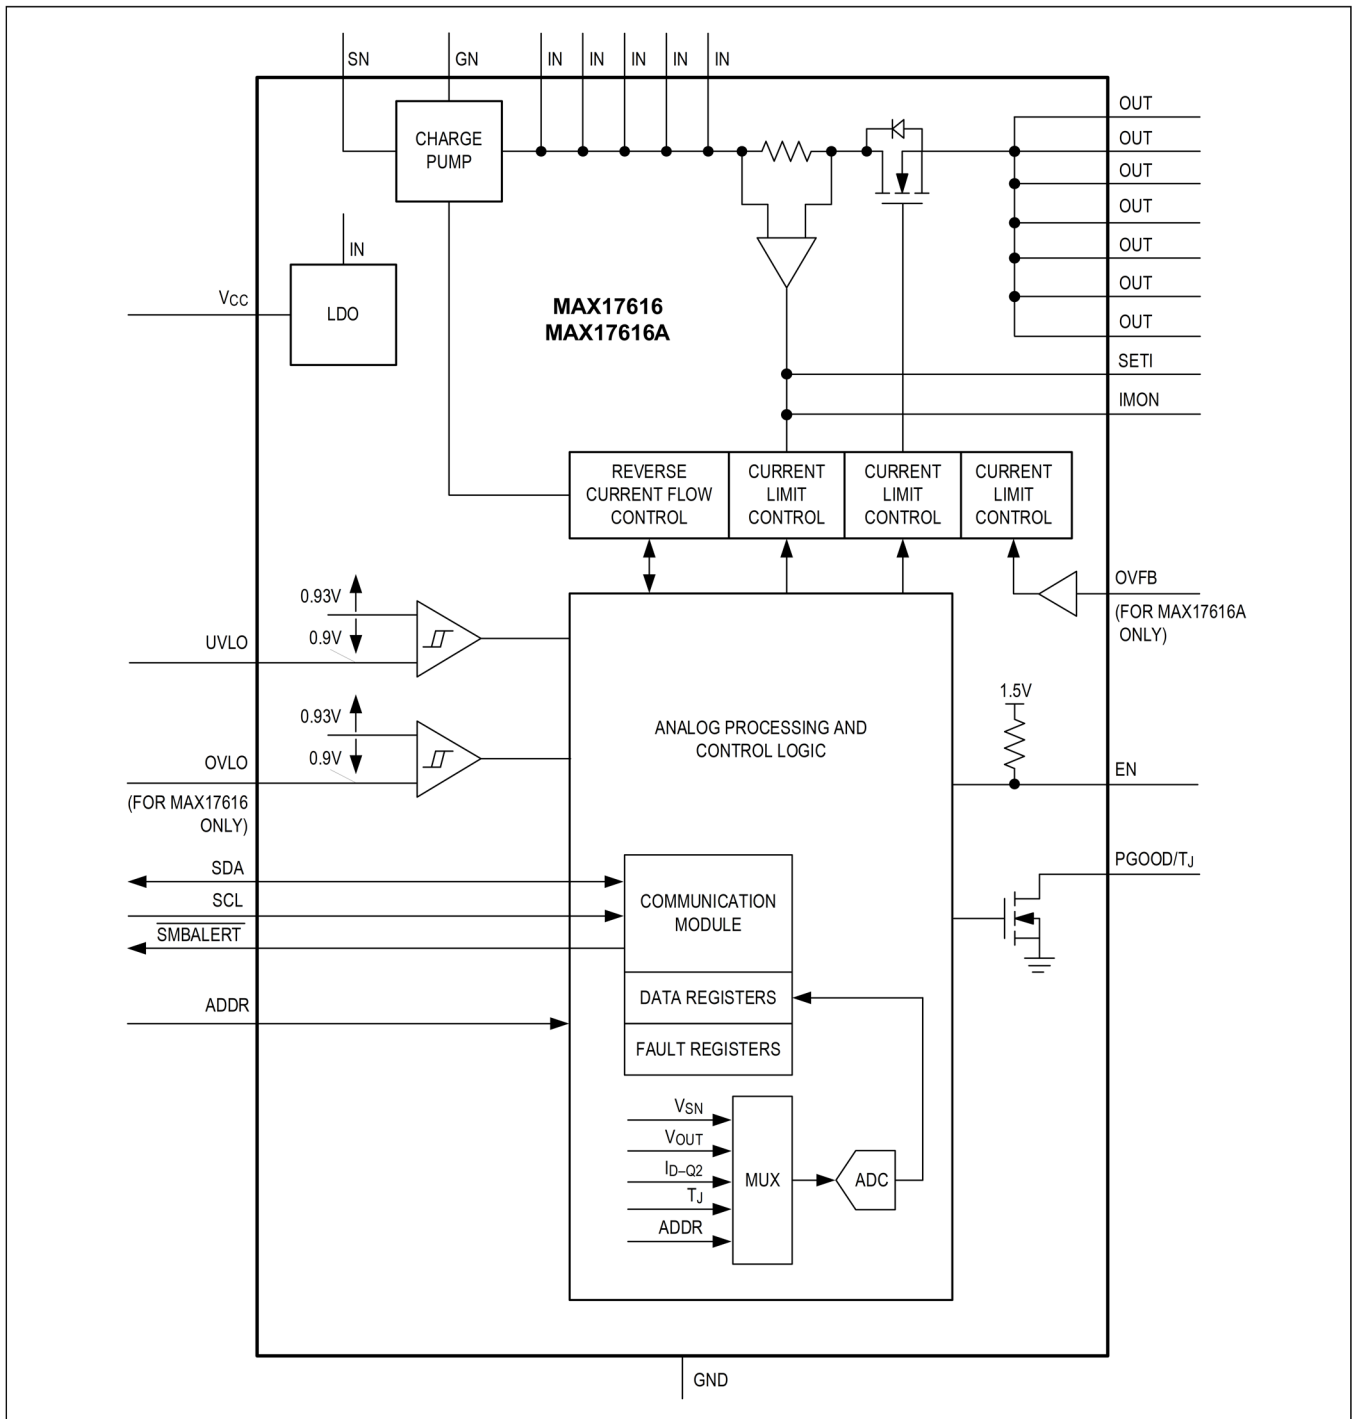 SN
GN
IN
IN
IN
IN
IN
CHARGE
PUMP
OUT
OUT
OUT
OUT
OUT
OUT
OUT
IN
LDO
VCC
MAX17616
MAX17616A
SETI
IMON
REVERSE
CURRENT FLOW
CONTROL
CURRENT
LIMIT
CONTROL
CURRENT
LIMIT
CONTROL
CURRENT
LIMIT
CONTROL
OVFB
(FOR MAX17616A
ONLY)
0.93V
0.9V
UVLO
0.93V
0.9V
OVLO
(FOR MAX17616
ONLY)
ANALOG PROCESSING AND
CONTROL LOGIC
1.5V
EN
PGOOD/TJ
SDA
SCL
SMBALERT
ADDR
COMMUNICATION
MODULE
DATA REGISTERS
FAULT REGISTERS
VSN
VOUT
ID–Q2
TJ
ADDR
MUX
ADC
GND